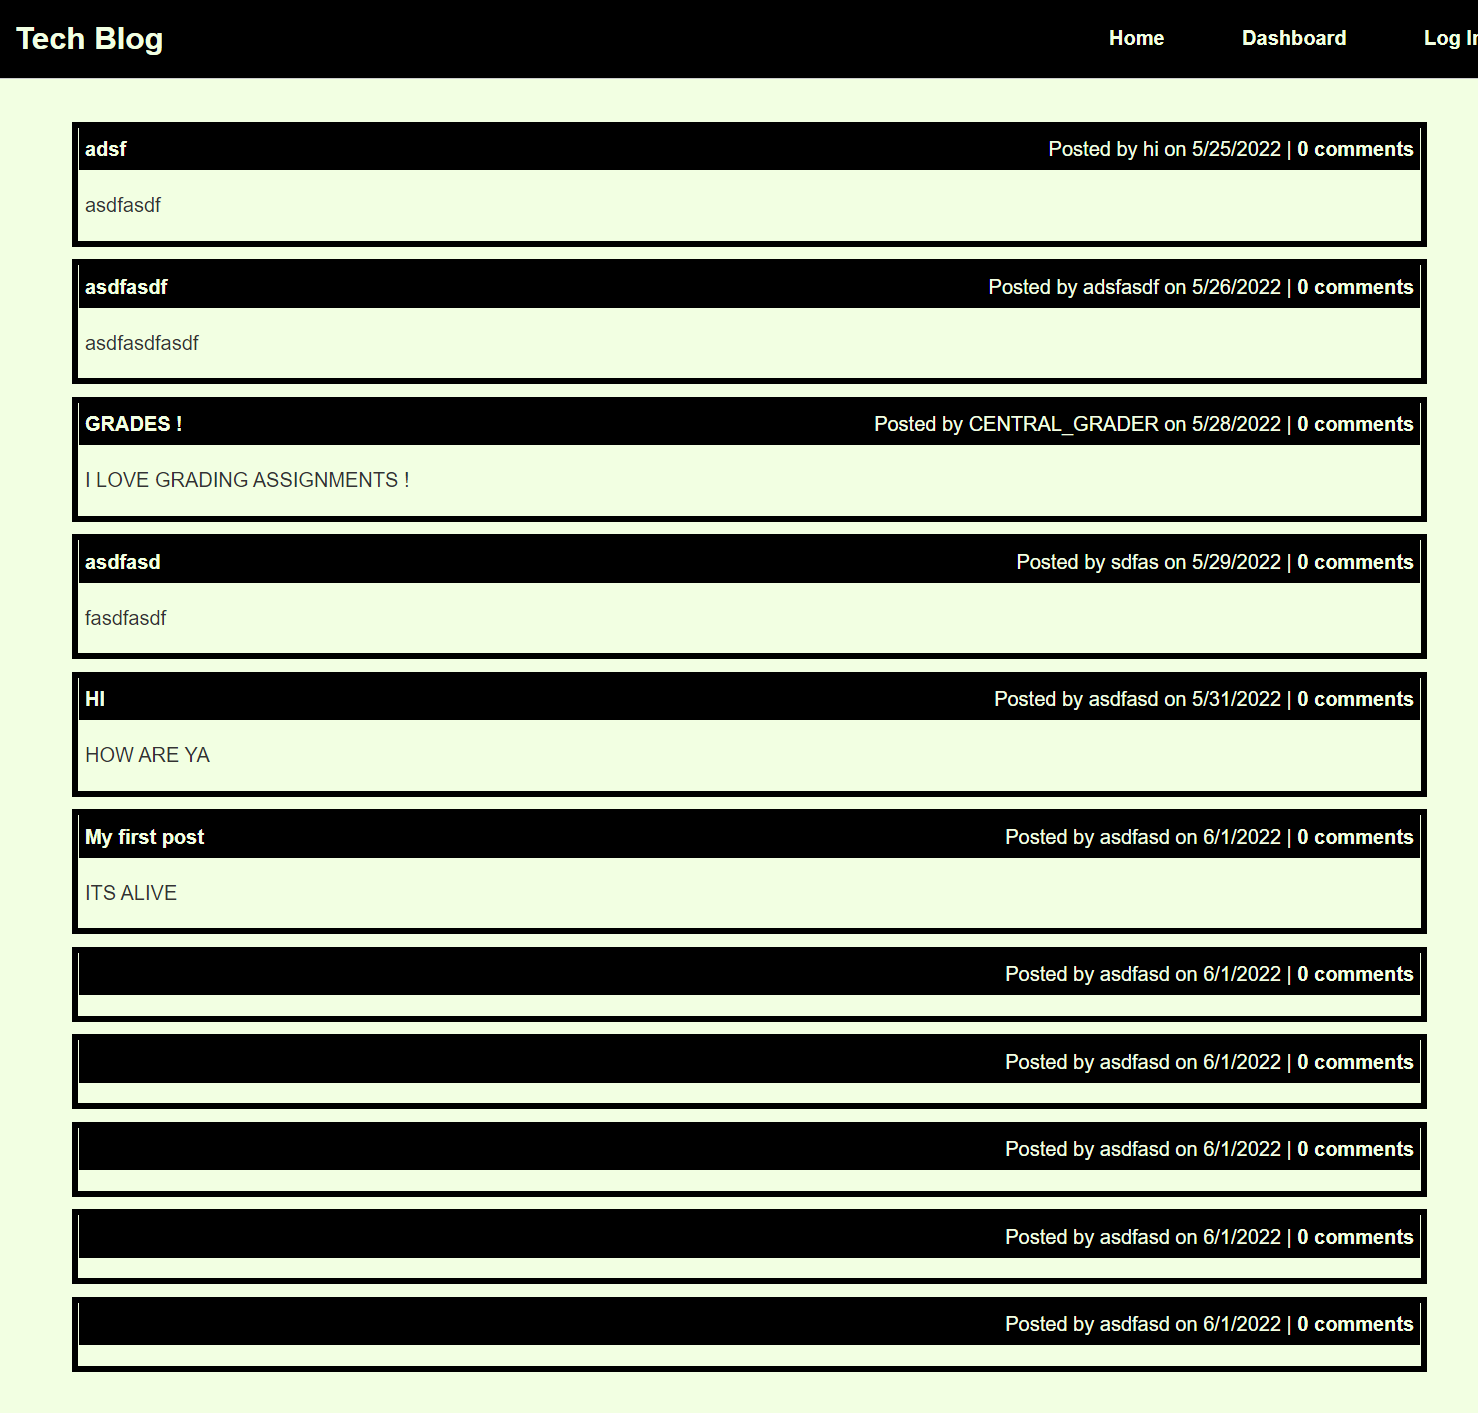 Tech Blog Home Dashboard Log In
adsf Posted by hi on 5/25/2022 | 0 comments
asdfasdf
asdfasdf Posted by adsfasdf on 5/26/2022 | 0 comments
asdfasdfasdf
GRADES ! Posted by CENTRAL_GRADER on 5/28/2022 | 0 comments
I LOVE GRADING ASSIGNMENTS !
asdfasd Posted by sdfas on 5/29/2022 | 0 comments
fasdfasdf
HI Posted by asdfasd on 5/31/2022 | 0 comments
HOW ARE YA
My first post Posted by asdfasd on 6/1/2022 | 0 comments
ITS ALIVE
Posted by asdfasd on 6/1/2022 | 0 comments
Posted by asdfasd on 6/1/2022 | 0 comments
Posted by asdfasd on 6/1/2022 | 0 comments
Posted by asdfasd on 6/1/2022 | 0 comments
Posted by asdfasd on 6/1/2022 | 0 comments